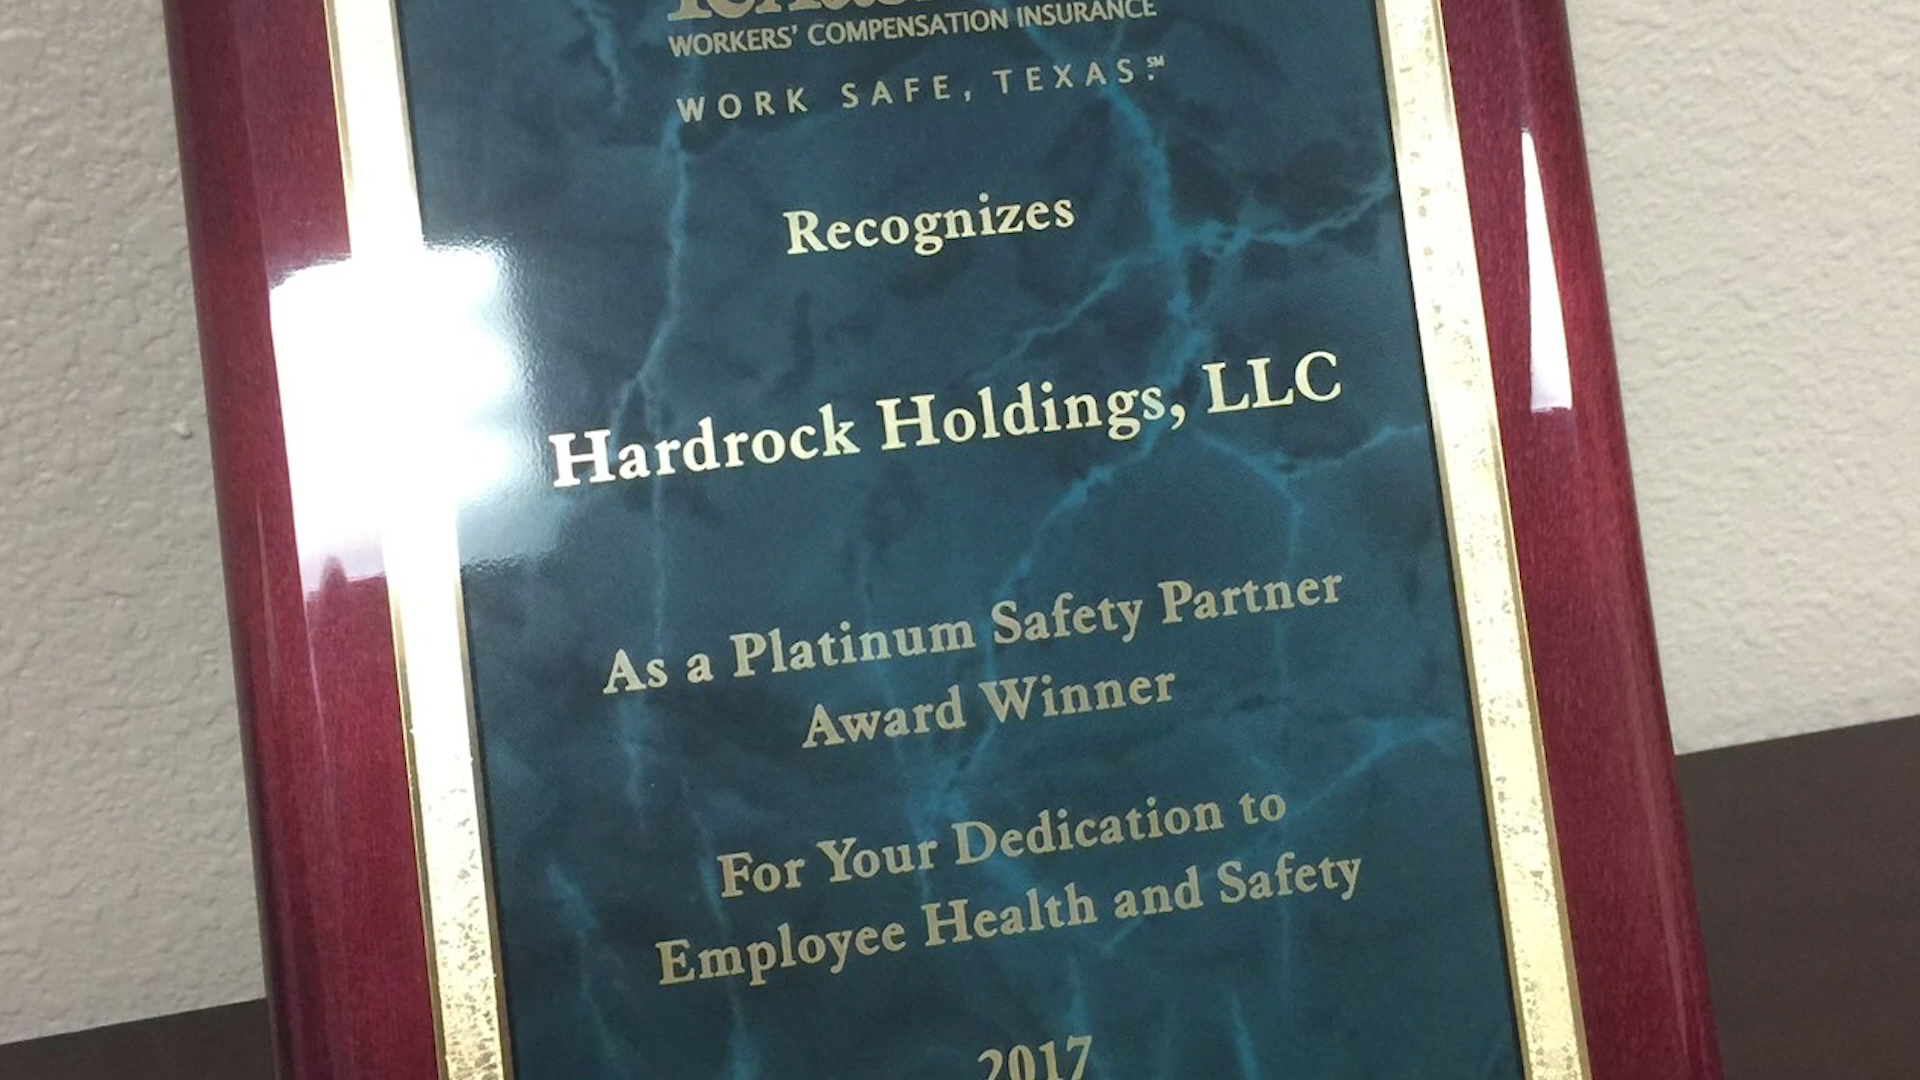 WORKERS' COMPENSATION INSURANCE
WORK SAFE, TEXAS.℠
Recognizes
Hardrock Holdings, LLC
As a Platinum Safety Partner
Award Winner
For Your Dedication to
Employee Health and Safety
2017